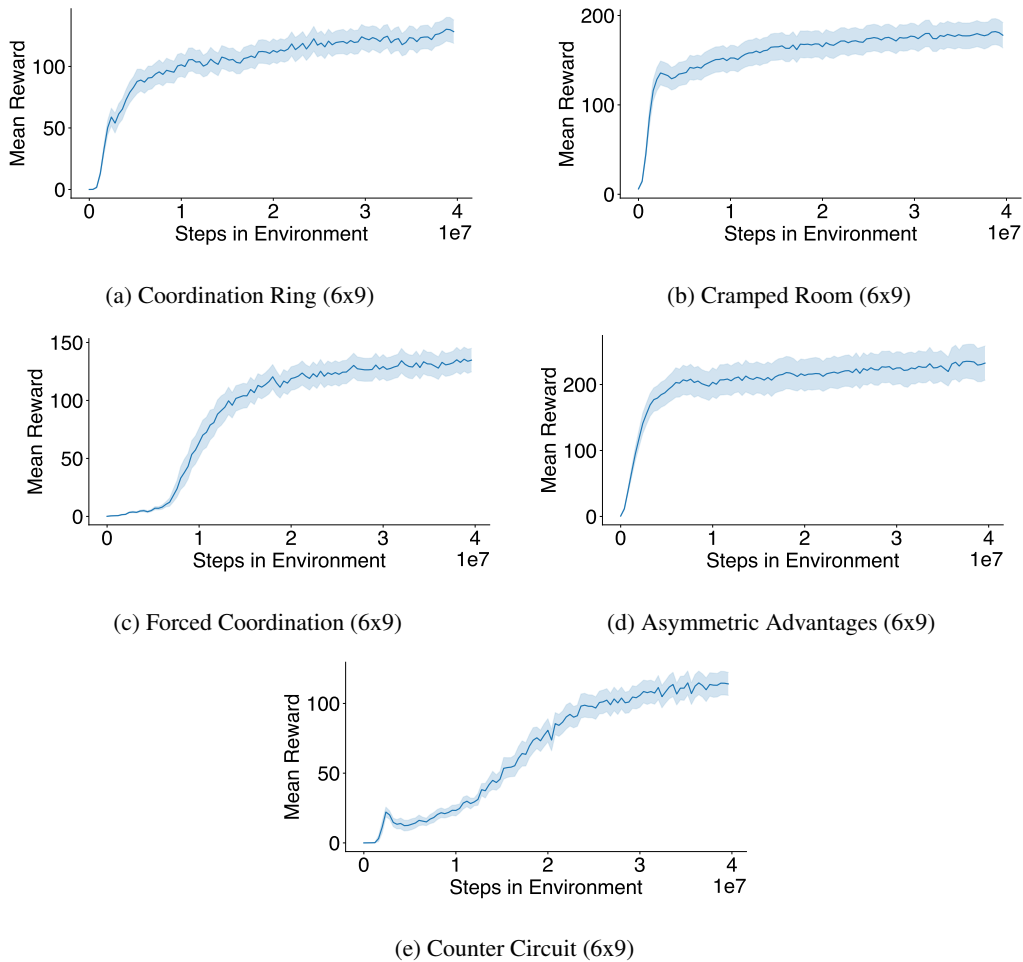 100
50
0
Mean Reward
0 1 2 3 4
Steps in Environment 1e7
(a) Coordination Ring (6x9)
200
100
0
Mean Reward
0 1 2 3 4
Steps in Environment 1e7
(b) Cramped Room (6x9)
150
100
50
0
Mean Reward
0 1 2 3 4
Steps in Environment 1e7
(c) Forced Coordination (6x9)
200
100
0
Mean Reward
0 1 2 3 4
Steps in Environment 1e7
(d) Asymmetric Advantages (6x9)
100
50
0
Mean Reward
0 1 2 3 4
Steps in Environment 1e7
(e) Counter Circuit (6x9)